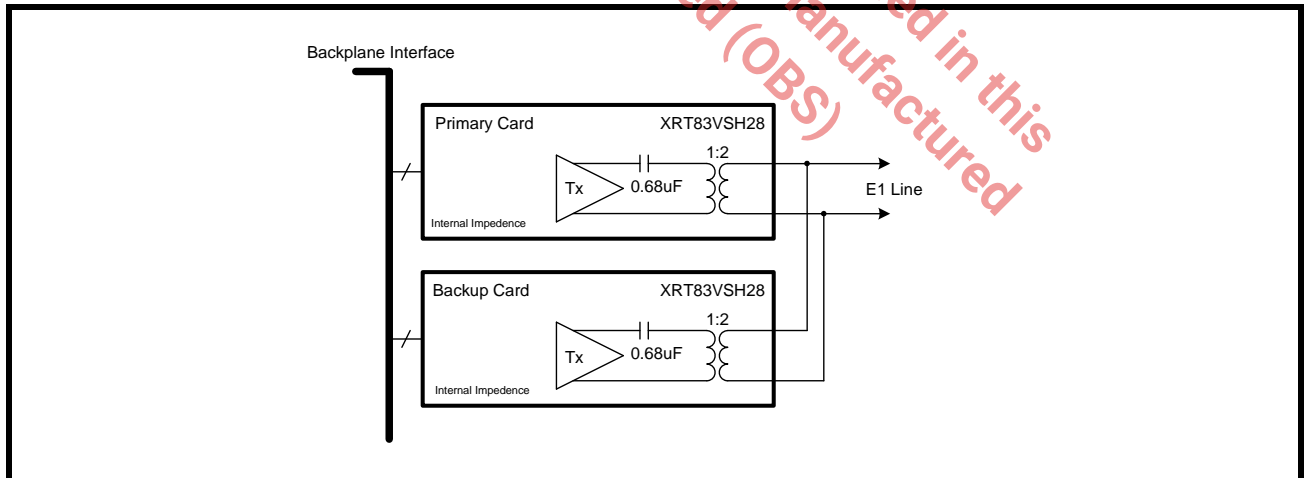 ed in this
anufactured
ed (OBS)
Backplane Interface
Primary Card
XRT83VSH28
1:2
Tx
0.68uF
E1 Line
Internal Impedence
Backup Card
XRT83VSH28
1:2
Tx
0.68uF
Internal Impedence